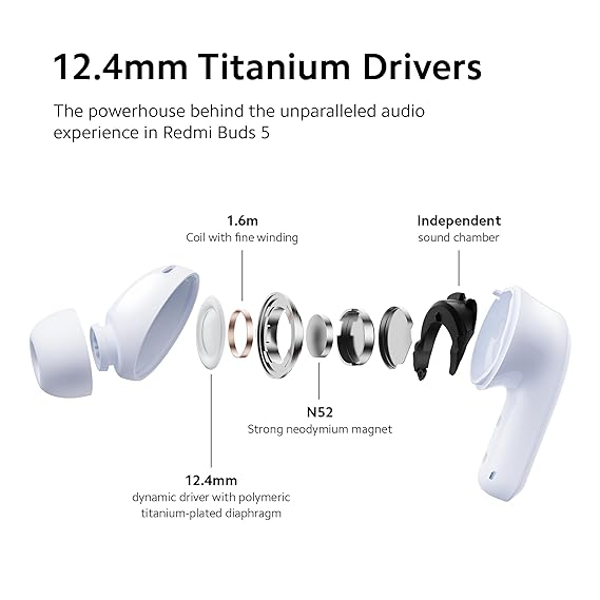 12.4mm Titanium Drivers
The powerhouse behind the unparalleled audio
experience in Redmi Buds 5
1.6m
Coil with fine winding
Independent
sound chamber
N52
Strong neodymium magnet
12.4mm
dynamic driver with polymeric
titanium-plated diaphragm